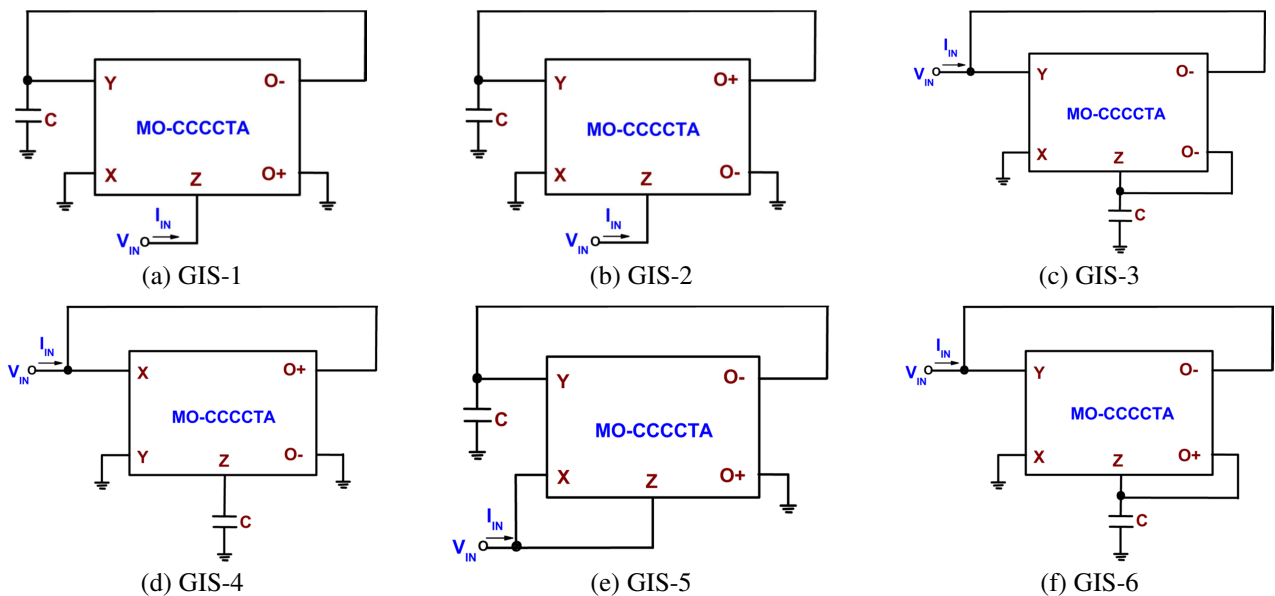 Y O-
C
MO-CCCCTA
X Z O+
I_IN
V_IN
(a) GIS-1
Y O+
C
MO-CCCCTA
X Z O-
I_IN
V_IN
(b) GIS-2
I_IN
V_IN Y O-
MO-CCCCTA
X Z O-
C
(c) GIS-3
I_IN
V_IN X O+
MO-CCCCTA
Y Z O-
C
(d) GIS-4
Y O-
C
MO-CCCCTA
X Z O+
I_IN
V_IN
(e) GIS-5
I_IN
V_IN Y O-
MO-CCCCTA
X Z O+
C
(f) GIS-6